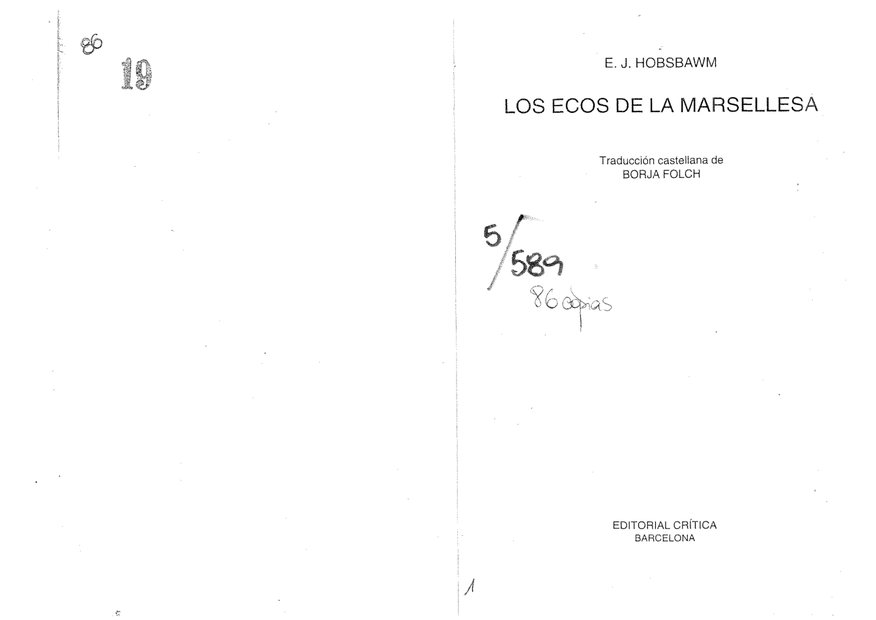 86
19
E. J. HOBSBAWM
LOS ECOS DE LA MARSELLESA
Traducción castellana de
BORJA FOLCH
5/589
86 copias
EDITORIAL CRÍTICA
BARCELONA
1